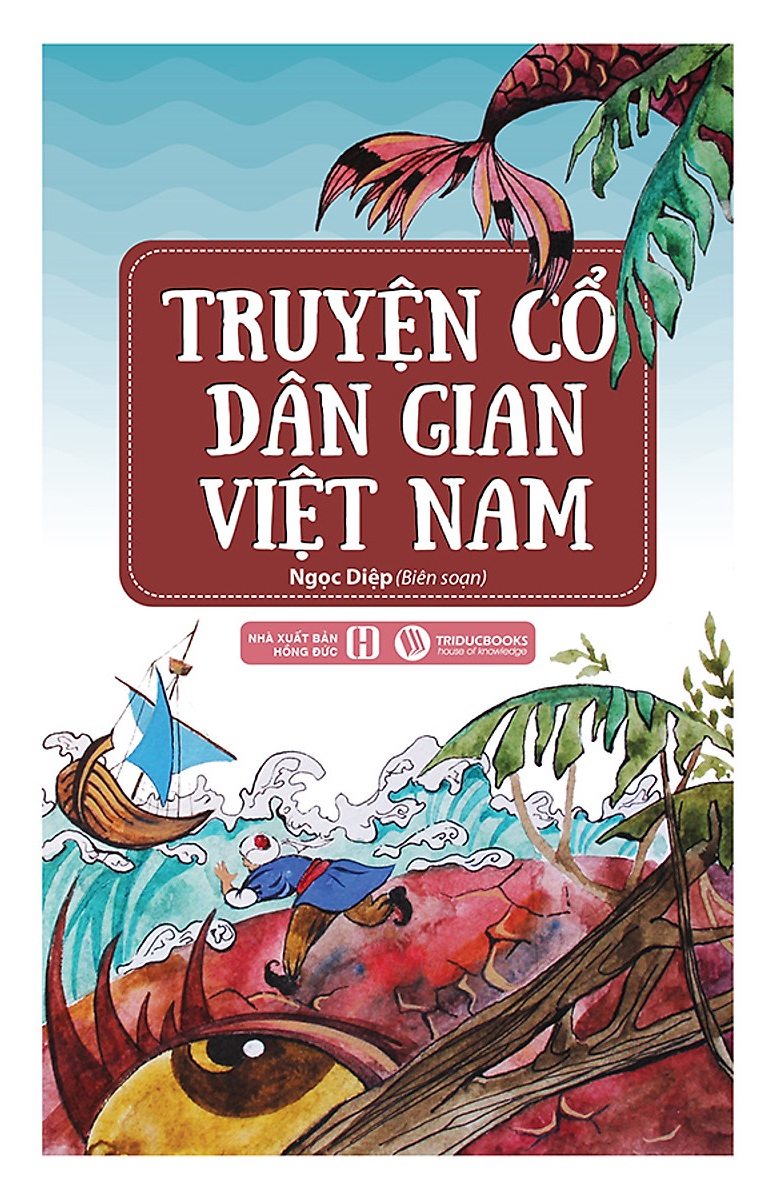 TRUYỆN CỔ
DÂN GIAN
VIỆT NAM
Ngọc Diệp (Biên soạn)
NHÀ XUẤT BẢN
HỒNG ĐỨC
H
TRIDUCBOOKS
house of knowledge